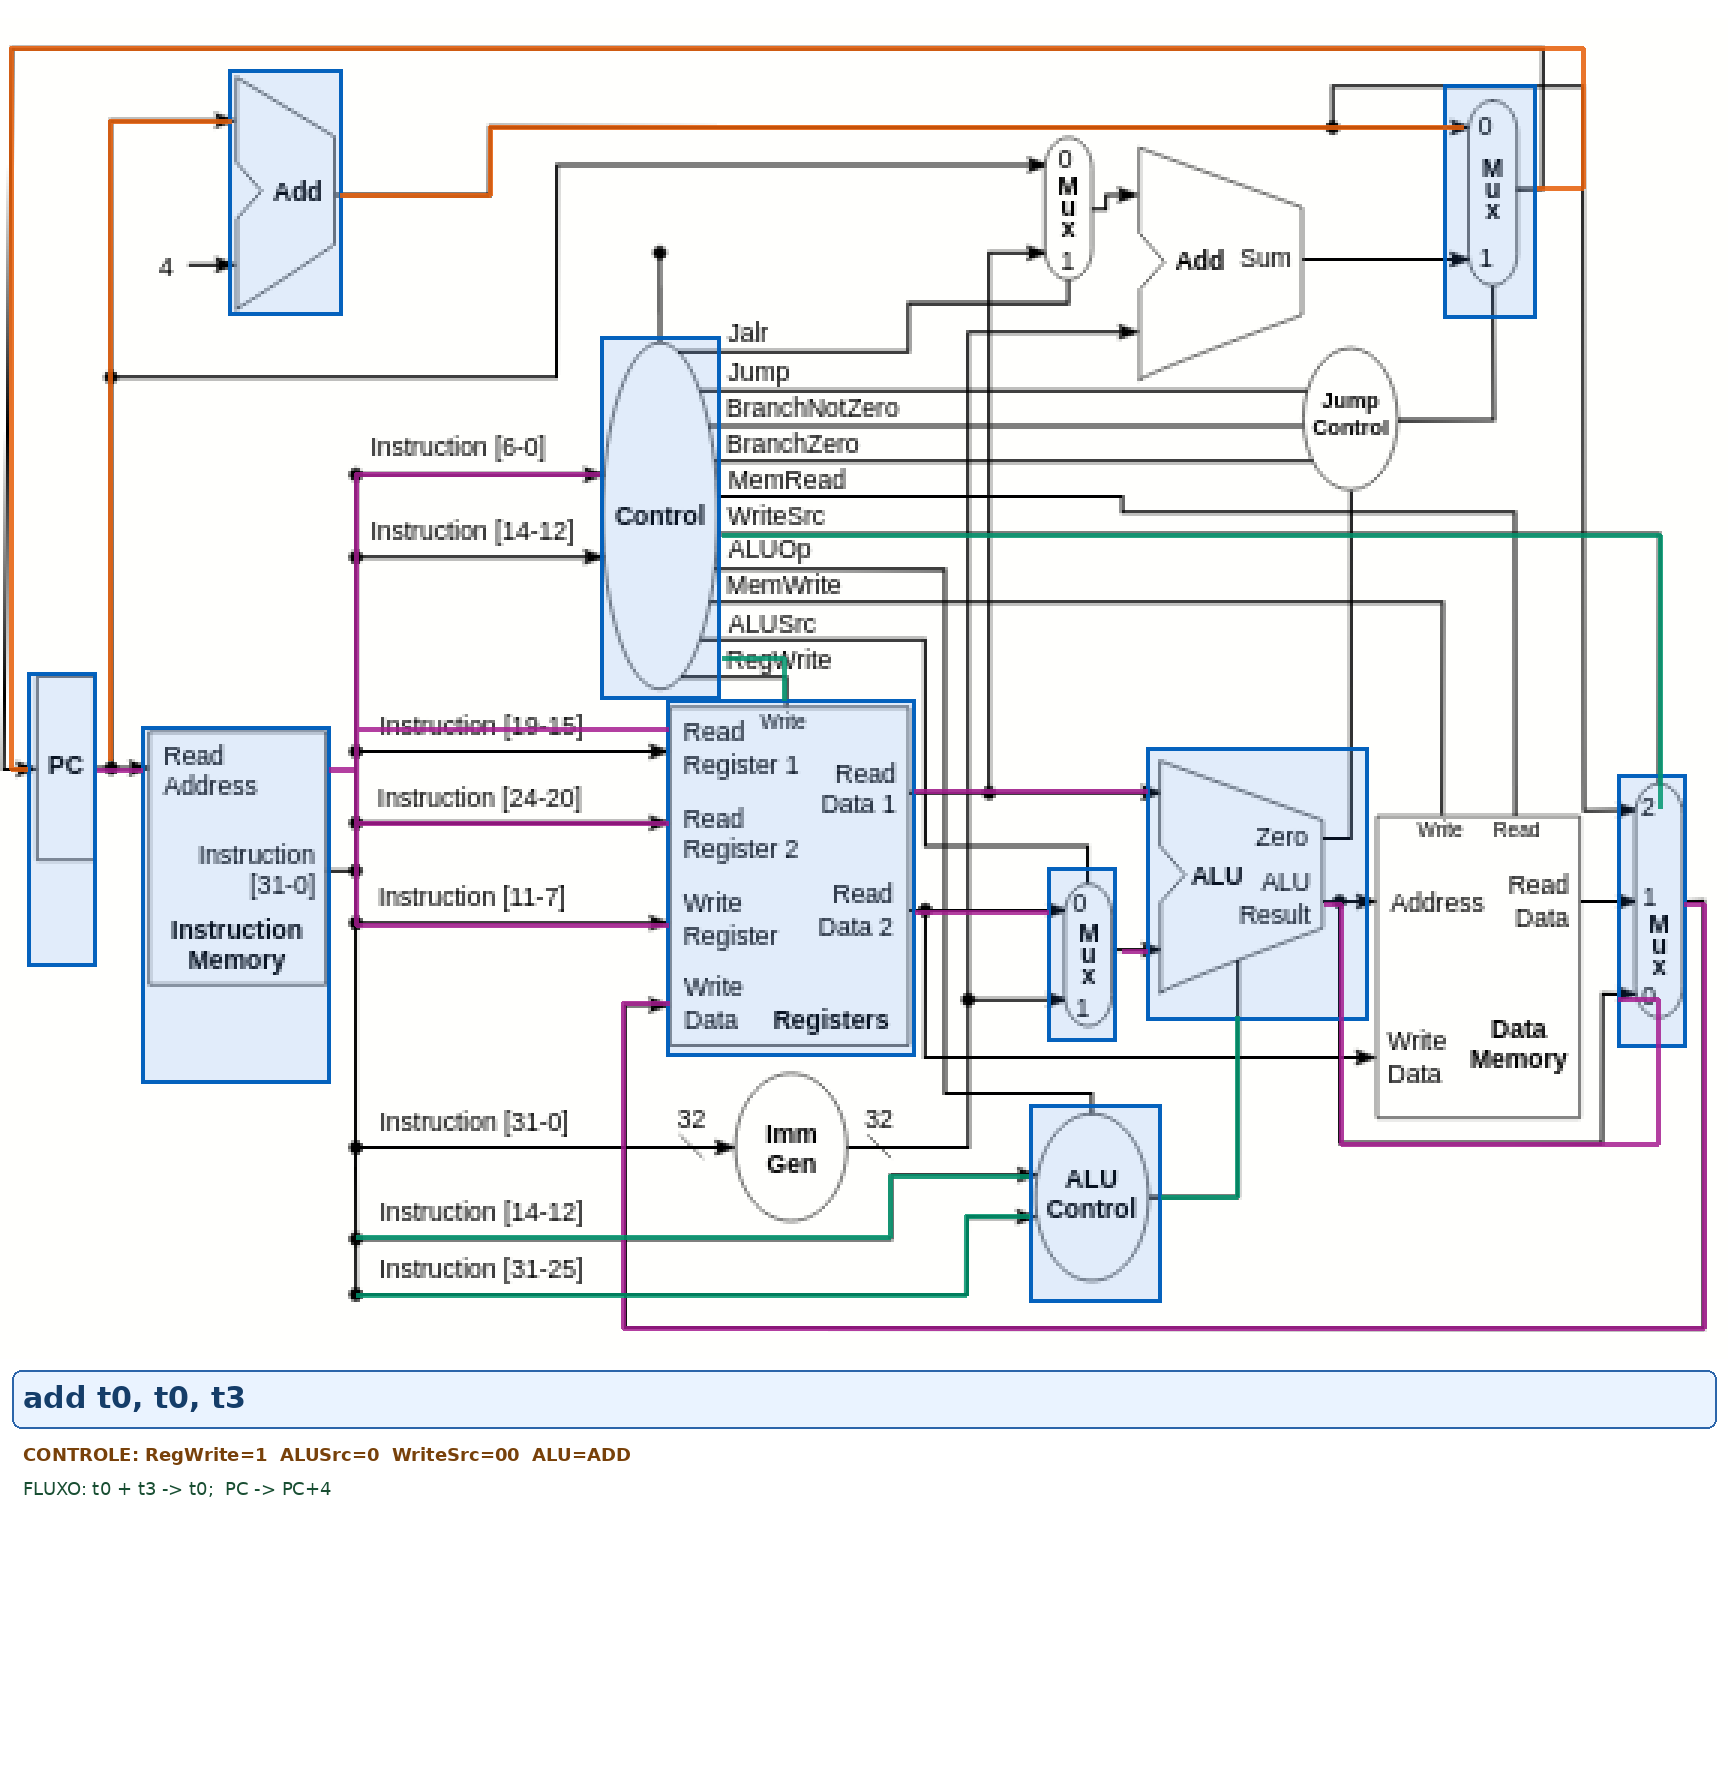 Add
4
0
Mux
1
Add Sum
0
Mux
1
Jalr
Jump
BranchNotZero
BranchZero
MemRead
WriteSrc
ALUOp
MemWrite
ALUSrc
RegWrite
Jump
Control
Instruction [6-0]
Instruction [14-12]
Control
PC
Read
Address
Instruction
[31-0]
Instruction
Memory
Instruction [19-15]
Instruction [24-20]
Instruction [11-7]
Write
Read
Register 1
Read
Register 2
Write
Register
Write
Data
Read
Data 1
Read
Data 2
Registers
0
Mux
1
Zero
ALU
ALU
Result
Write Read
Address
Read
Data
Write
Data
Data
Memory
2
1
Mux
0
Instruction [31-0]
32
Imm
Gen
32
Instruction [14-12]
Instruction [31-25]
ALU
Control
add t0, t0, t3
CONTROLE: RegWrite=1 ALUSrc=0 WriteSrc=00 ALU=ADD
FLUXO: t0 + t3 -> t0; PC -> PC+4